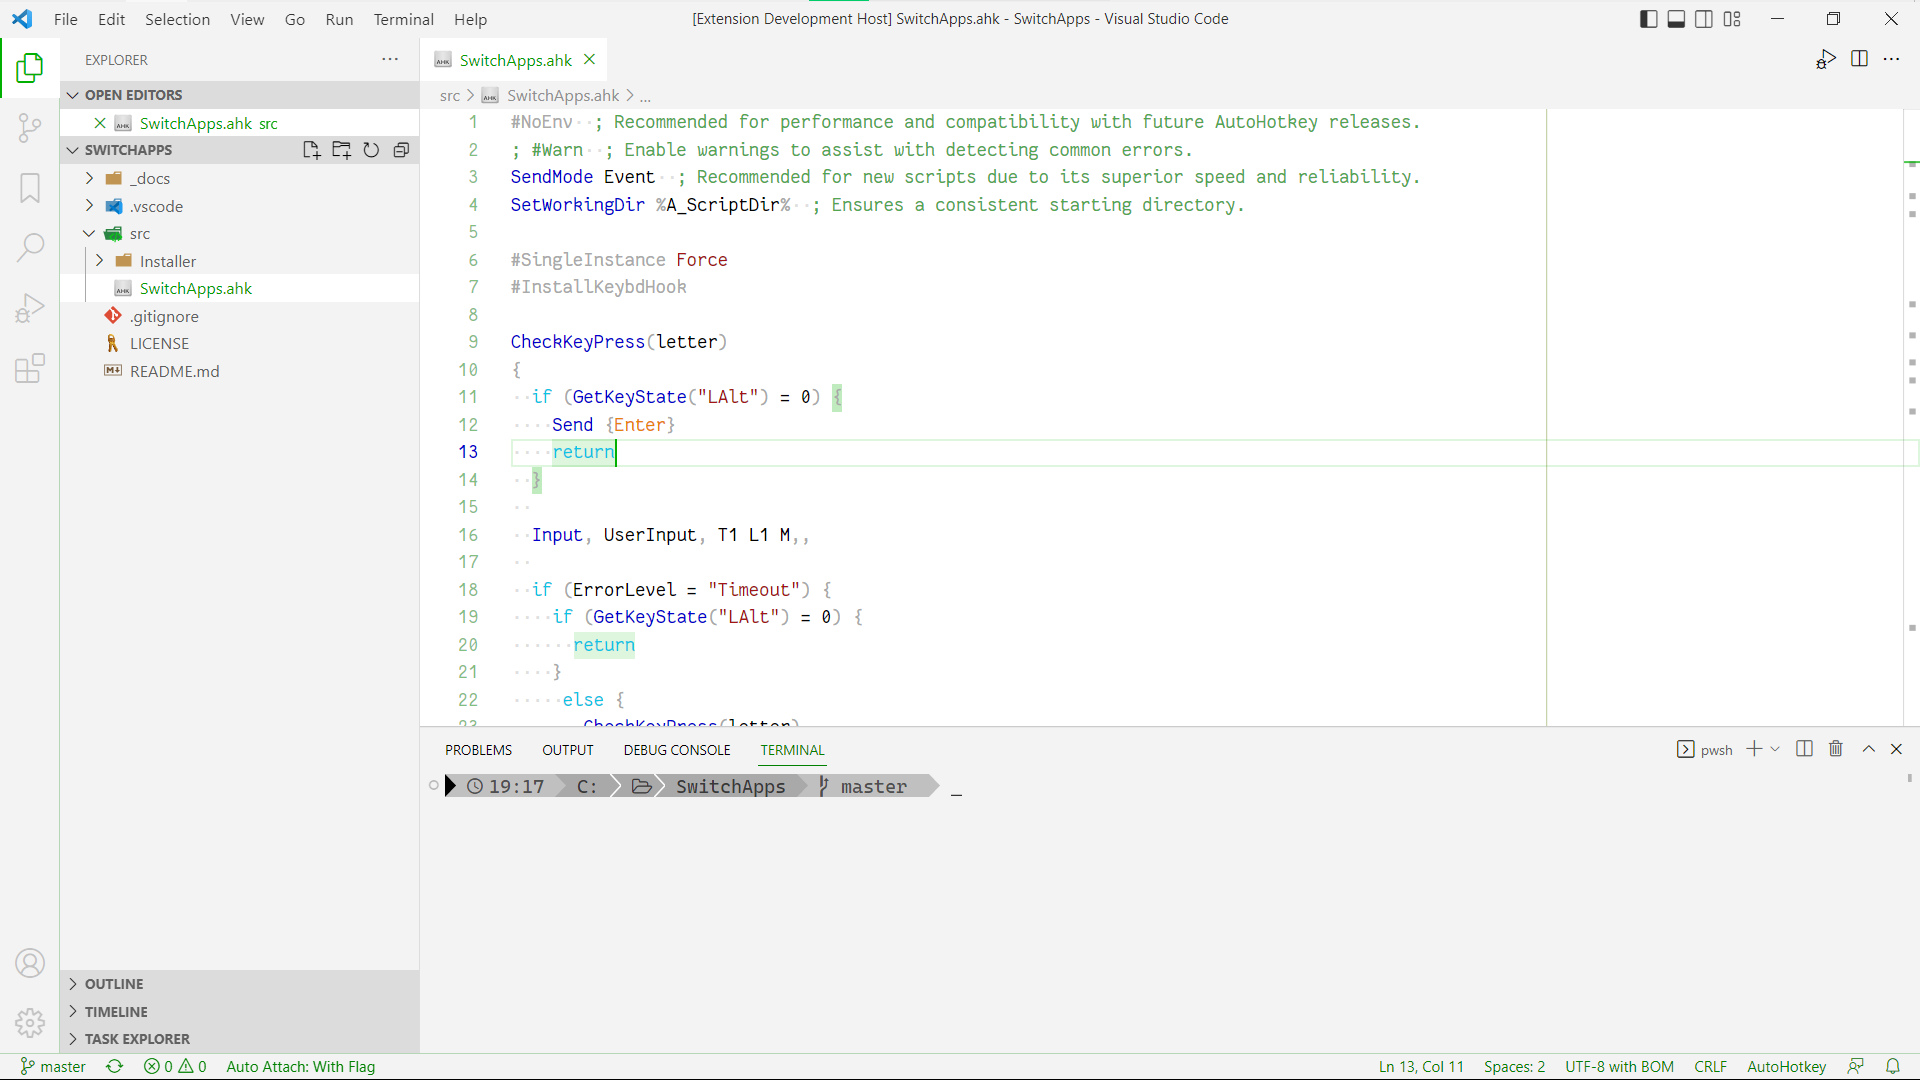 File Edit Selection View Go Run Terminal Help
[Extension Development Host] SwitchApps.ahk - SwitchApps - Visual Studio Code
EXPLORER
OPEN EDITORS
SwitchApps.ahk src
SWITCHAPPS
_docs
.vscode
src
Installer
SwitchApps.ahk
.gitignore
LICENSE
README.md
OUTLINE
TIMELINE
TASK EXPLORER
SwitchApps.ahk
src > SwitchApps.ahk > ...
1 #NoEnv ; Recommended for performance and compatibility with future AutoHotkey releases.
2 ; #Warn ; Enable warnings to assist with detecting common errors.
3 SendMode Event ; Recommended for new scripts due to its superior speed and reliability.
4 SetWorkingDir %A_ScriptDir% ; Ensures a consistent starting directory.
5
6 #SingleInstance Force
7 #InstallKeybdHook
8
9 CheckKeyPress(letter)
10 {
11 if (GetKeyState("LAlt") = 0) {
12 Send {Enter}
13 return
14 }
15
16 Input, UserInput, T1 L1 M,,
17
18 if (ErrorLevel = "Timeout") {
19 if (GetKeyState("LAlt") = 0) {
20 return
21 }
22 else {
23 CheckKeyPress(letter)
PROBLEMS OUTPUT DEBUG CONSOLE TERMINAL
pwsh
19:17 C: SwitchApps master _
master 0 0 Auto Attach: With Flag
Ln 13, Col 11 Spaces: 2 UTF-8 with BOM CRLF AutoHotkey